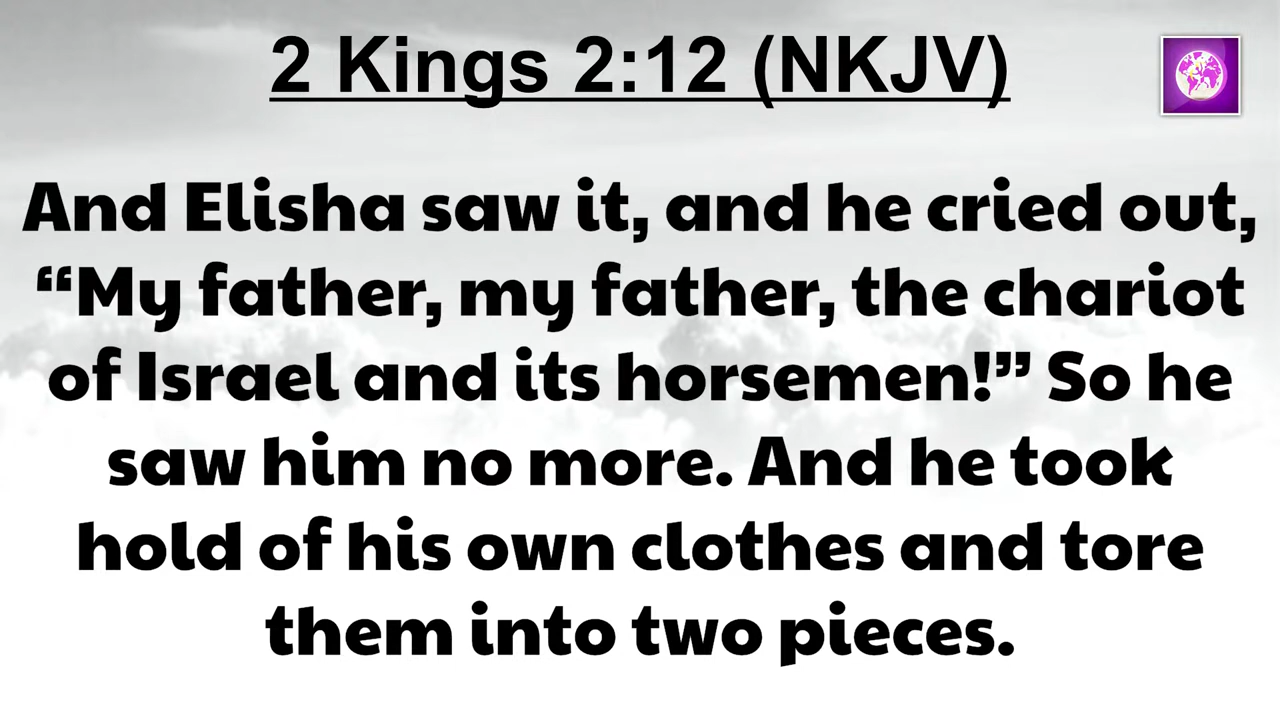 2 Kings 2:12 (NKJV)
And Elisha saw it, and he cried out,
“My father, my father, the chariot
of Israel and its horsemen!” So he
saw him no more. And he took
hold of his own clothes and tore
them into two pieces.